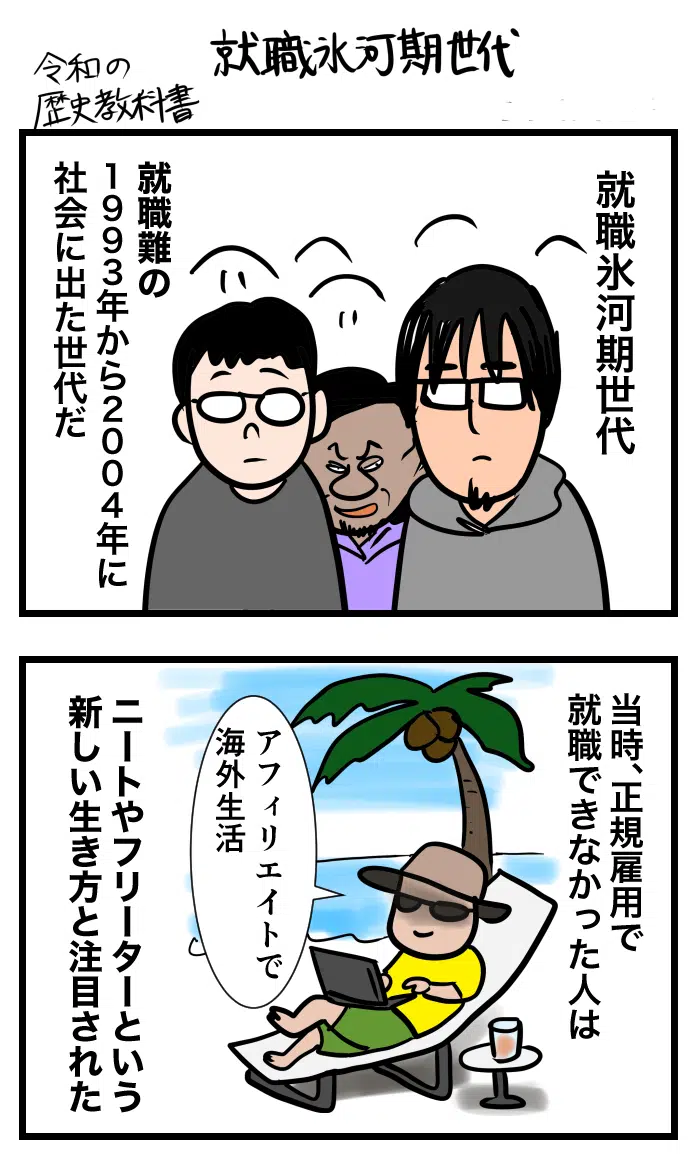 就職氷河期世代
令和の
歴史教科書
就職氷河期世代
就職難の
1993年から2004年に
社会に出た世代だ
当時、正規雇用で
就職できなかった人は
アフィリエイトで
海外生活
ニートやフリーターという
新しい生き方と注目された